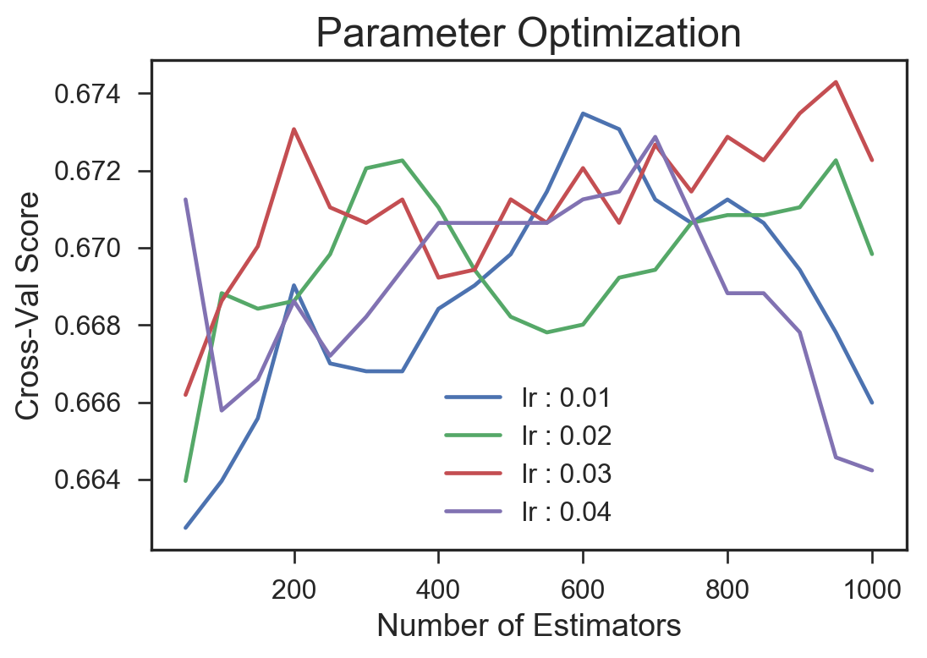 Parameter Optimization
Cross-Val Score
0.674
0.672
0.670
0.668
0.666
0.664
lr : 0.01
lr : 0.02
lr : 0.03
lr : 0.04
200 400 600 800 1000
Number of Estimators